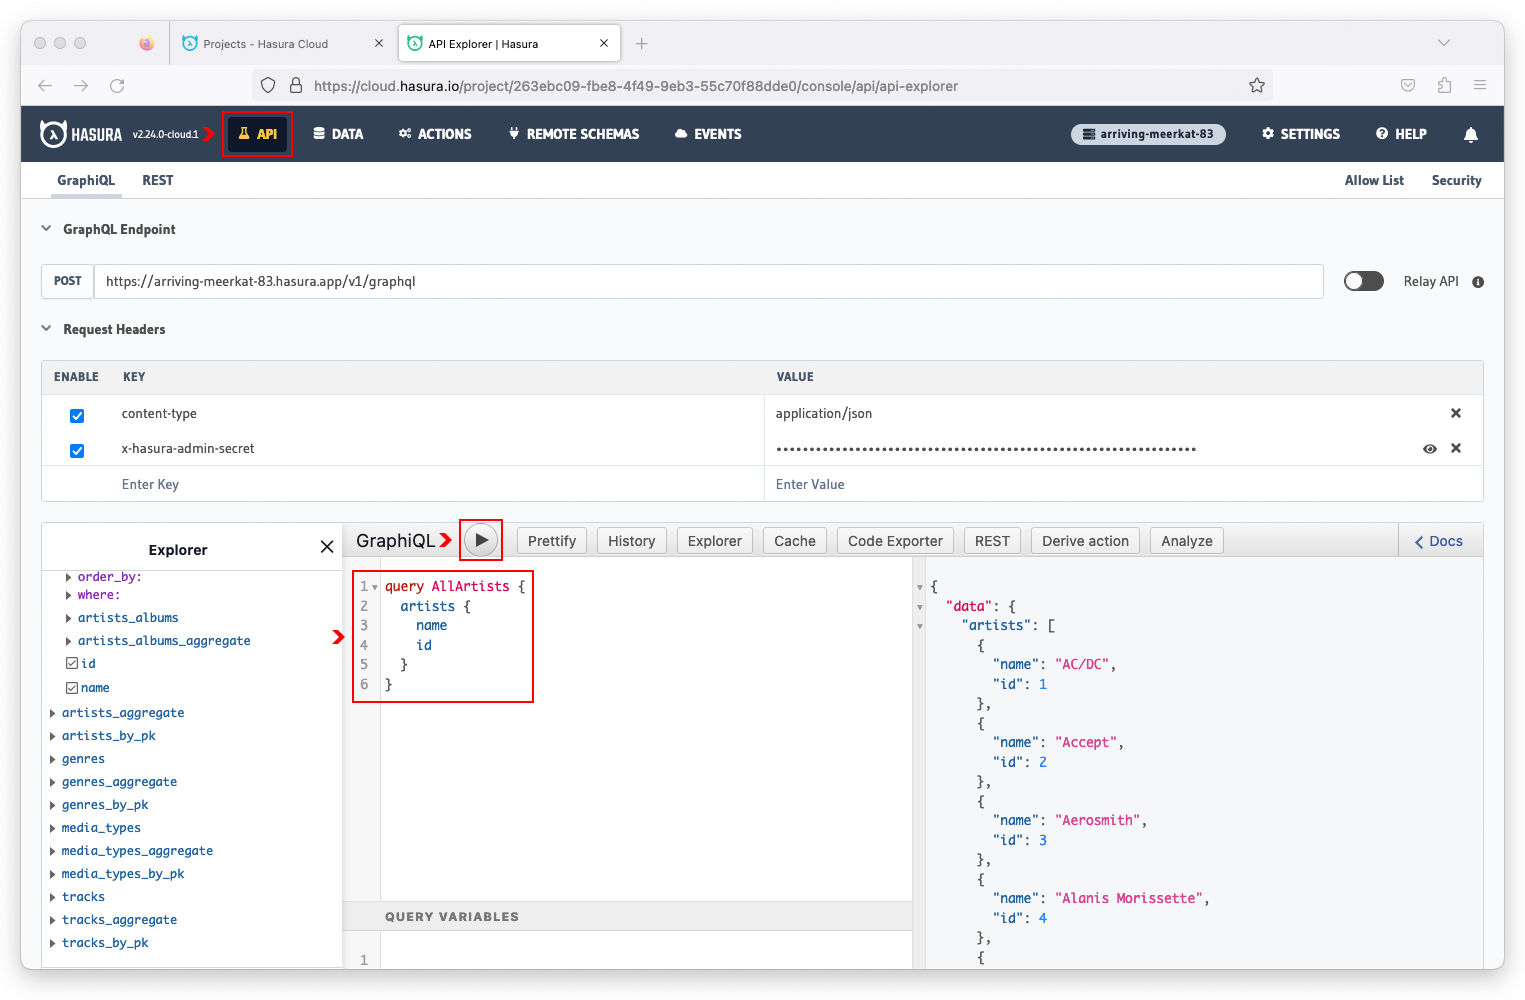 Projects - Hasura Cloud
API Explorer | Hasura
https://cloud.hasura.io/project/263ebc09-fbe8-4f49-9eb3-55c70f88dde0/console/api/api-explorer
HASURA v2.24.0-cloud.1 API DATA ACTIONS REMOTE SCHEMAS EVENTS arriving-meerkat-83 SETTINGS HELP
GraphiQL REST Allow List Security
GraphQL Endpoint
POST https://arriving-meerkat-83.hasura.app/v1/graphql Relay API
Request Headers
ENABLE KEY VALUE
content-type application/json
x-hasura-admin-secret ••••••••••••••••••••••••••••••••••••••••••••••••••••••••••••••••
Enter Key Enter Value
Explorer
order_by:
where:
artists_albums
artists_albums_aggregate
id
name
artists_aggregate
artists_by_pk
genres
genres_aggregate
genres_by_pk
media_types
media_types_aggregate
media_types_by_pk
tracks
tracks_aggregate
tracks_by_pk
GraphiQL Prettify History Explorer Cache Code Exporter REST Derive action Analyze Docs
1 query AllArtists {
2 artists {
3 name
4 id
5 }
6 }
QUERY VARIABLES
1
{
"data": {
"artists": [
{
"name": "AC/DC",
"id": 1
},
{
"name": "Accept",
"id": 2
},
{
"name": "Aerosmith",
"id": 3
},
{
"name": "Alanis Morissette",
"id": 4
},
{